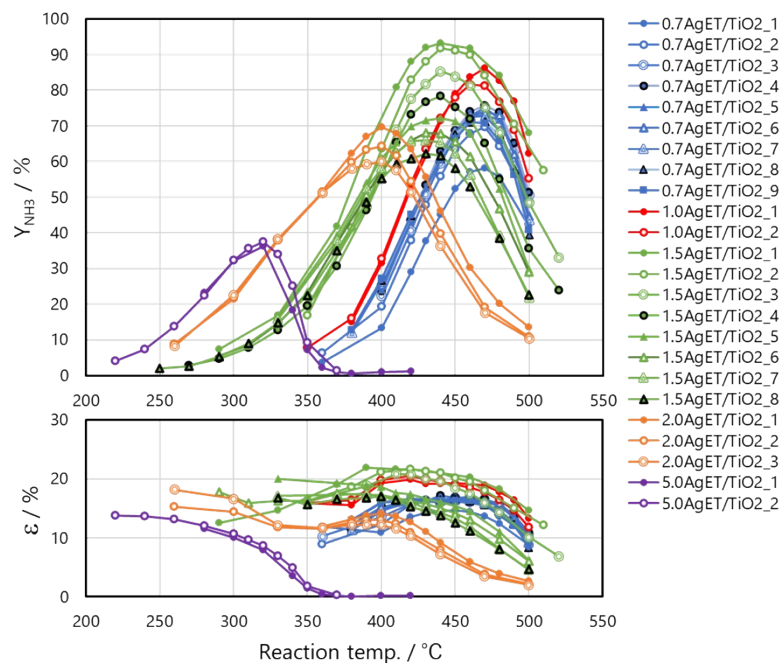 100
90
80
70
60
50
40
30
20
10
0
Y_NH3 / %
200
250
300
350
400
450
500
550
30
20
10
0
ε / %
200
250
300
350
400
450
500
550
Reaction temp. / °C
0.7AgET/TiO2_1
0.7AgET/TiO2_2
0.7AgET/TiO2_3
0.7AgET/TiO2_4
0.7AgET/TiO2_5
0.7AgET/TiO2_6
0.7AgET/TiO2_7
0.7AgET/TiO2_8
0.7AgET/TiO2_9
1.0AgET/TiO2_1
1.0AgET/TiO2_2
1.5AgET/TiO2_1
1.5AgET/TiO2_2
1.5AgET/TiO2_3
1.5AgET/TiO2_4
1.5AgET/TiO2_5
1.5AgET/TiO2_6
1.5AgET/TiO2_7
1.5AgET/TiO2_8
2.0AgET/TiO2_1
2.0AgET/TiO2_2
2.0AgET/TiO2_3
5.0AgET/TiO2_1
5.0AgET/TiO2_2